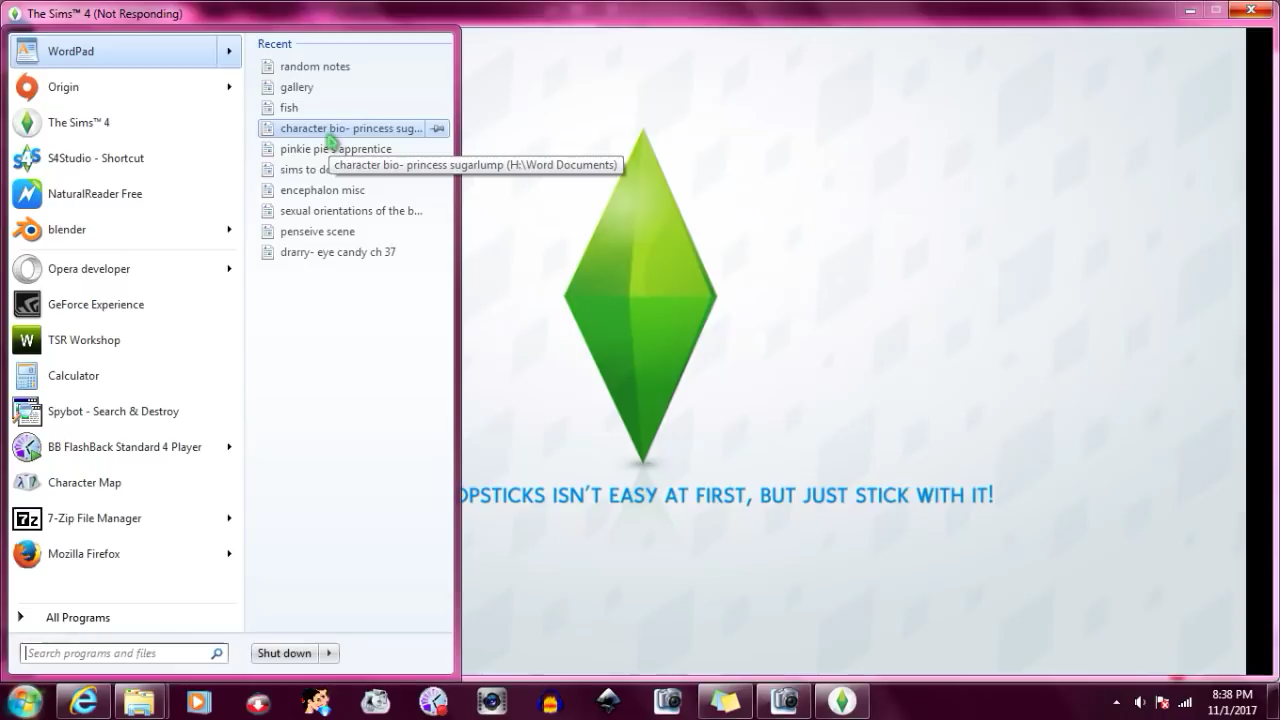 The Sims™ 4 (Not Responding)
WordPad
Origin
The Sims™ 4
S4Studio - Shortcut
NaturalReader Free
blender
Opera developer
GeForce Experience
TSR Workshop
W
Calculator
Spybot - Search & Destroy
BB FlashBack Standard 4 Player
Character Map
7z
7-Zip File Manager
Mozilla Firefox
All Programs
Search programs and files
Shut down
Recent
random notes
gallery
fish
character bio- princess sug...
pinkie pie's apprentice
character bio- princess sugarlump (H:\Word Documents)
sims to de
encephalon misc
sexual orientations of the b...
penseive scene
drarry- eye candy ch 37
OPSTICKS ISN'T EASY AT FIRST, BUT JUST STICK WITH IT!
8:38 PM
11/1/2017